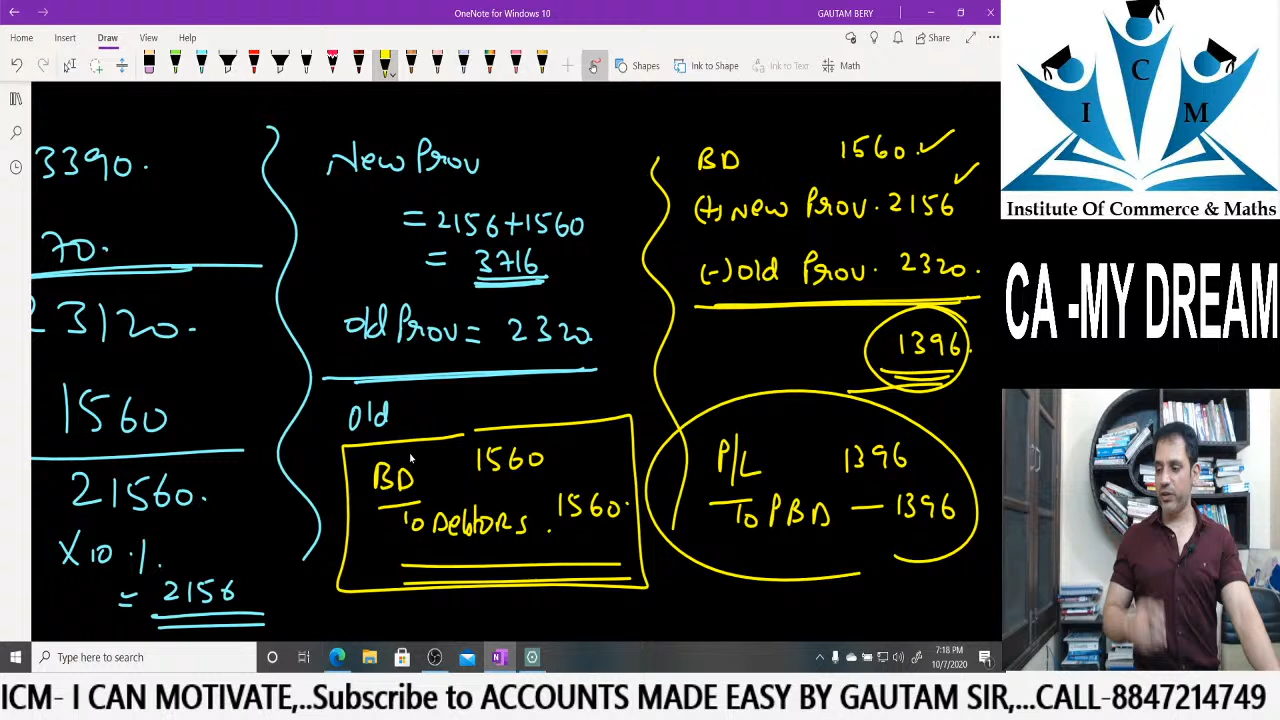 OneNote for Windows 10
GAUTAM BERY
Home Insert Draw View Help
Share
Shapes
Ink to Shape
Ink to Text
Math
3390.
70.
23120.
1560
21560.
X10 %.
= 2156
New Prov
= 2156+1560
= 3716
old Prov = 2320.
Old
BD 1560
To Debtors. 1560.
BD 1560.
(+) New Prov. 2156
(-) Old Prov. 2320.
1396.
P/L 1396
To PBD — 1396
I C M
Institute Of Commerce & Maths
CA -MY DREAM
Type here to search
7:18 PM
10/7/2020
ICM- I CAN MOTIVATE,..Subscribe to ACCOUNTS MADE EASY BY GAUTAM SIR,...CALL-8847214749